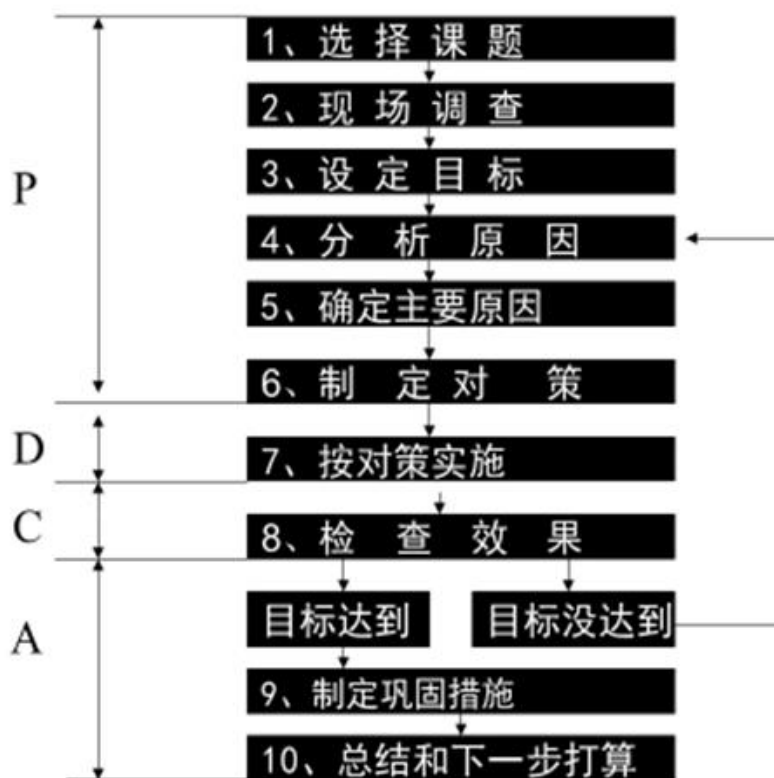 1、选择课题
2、现场调查
3、设定目标
P
4、分析原因
5、确定主要原因
6、制定对策
D
7、按对策实施
C
8、检查效果
目标达到 目标没达到
A
9、制定巩固措施
10、总结和下一步打算